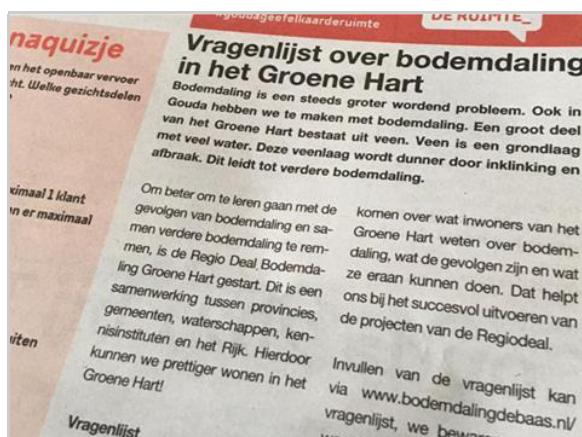 #goudageefelkaarderuimte
DE RUIMTE_
naquizje
en het openbaar vervoer
cht. Welke gezichtsdelen
ximaal 1 klant
en er maximaal
uiten
Vragenlijst over bodemdaling
in het Groene Hart
Bodemdaling is een steeds groter wordend probleem. Ook in
Gouda hebben we te maken met bodemdaling. Een groot deel
van het Groene Hart bestaat uit veen. Veen is een grondlaag
met veel water. Deze veenlaag wordt dunner door inklinking en
afbraak. Dit leidt tot verdere bodemdaling.
Om beter om te leren gaan met de
gevolgen van bodemdaling en sa-
men verdere bodemdaling te rem-
men, is de Regio Deal Bodemda-
ling Groene Hart gestart. Dit is een
samenwerking tussen provincies,
gemeenten, waterschappen, ken-
nisinstituten en het Rijk. Hierdoor
kunnen we prettiger wonen in het
Groene Hart!
Vragenlijst
komen over wat inwoners van het
Groene Hart weten over bodem-
daling, wat de gevolgen zijn en wat
ze eraan kunnen doen. Dat helpt
ons bij het succesvol uitvoeren van
de projecten van de Regiodeal.
Invullen van de vragenlijst kan
via www.bodemdalingdebaas.nl/
vragenlijst, we bewar